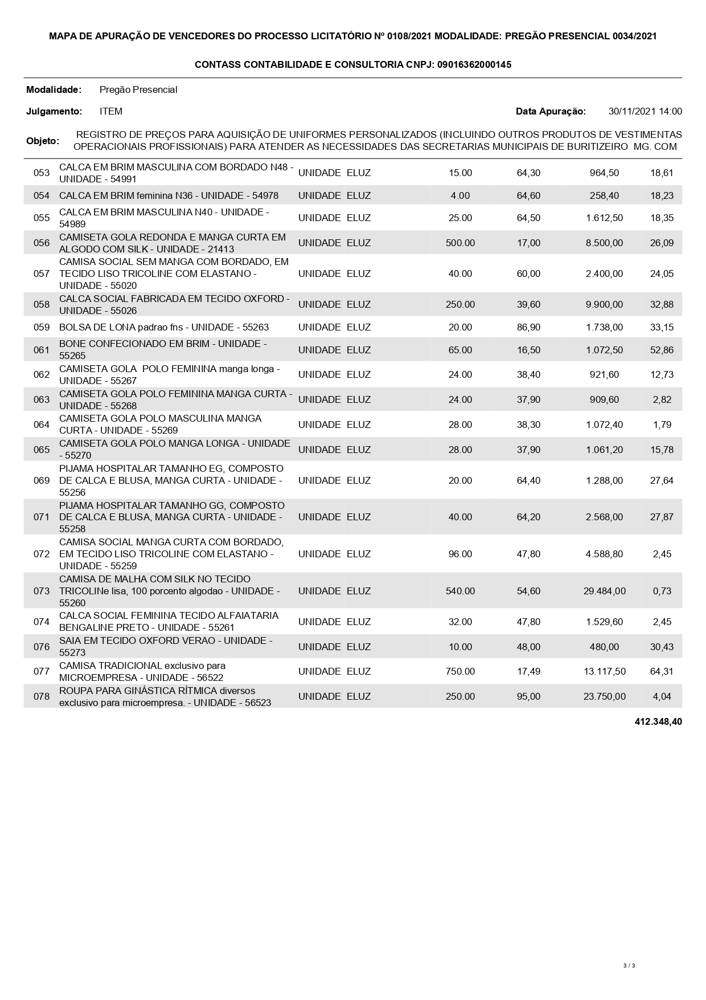 MAPA DE APURAÇÃO DE VENCEDORES DO PROCESSO LICITATÓRIO Nº 0108/2021 MODALIDADE: PREGÃO PRESENCIAL 0034/2021
CONTASS CONTABILIDADE E CONSULTORIA CNPJ: 09016362000145
Modalidade: Pregão Presencial
Julgamento: ITEM Data Apuração: 30/11/2021 14:00
Objeto: REGISTRO DE PREÇOS PARA AQUISIÇÃO DE UNIFORMES PERSONALIZADOS (INCLUINDO OUTROS PRODUTOS DE VESTIMENTAS
OPERACIONAIS PROFISSIONAIS) PARA ATENDER AS NECESSIDADES DAS SECRETARIAS MUNICIPAIS DE BURITIZEIRO MG. COM
053 CALCA EM BRIM MASCULINA COM BORDADO N48 - UNIDADE ELUZ 15.00 64,30 964,50 18,61
UNIDADE - 54991
054 CALCA EM BRIM feminina N36 - UNIDADE - 54978 UNIDADE ELUZ 4.00 64,60 258,40 18,23
055 CALCA EM BRIM MASCULINA N40 - UNIDADE - UNIDADE ELUZ 25.00 64,50 1.612,50 18,35
54989
056 CAMISETA GOLA REDONDA E MANGA CURTA EM UNIDADE ELUZ 500.00 17,00 8.500,00 26,09
ALGODO COM SILK - UNIDADE - 21413
CAMISA SOCIAL SEM MANGA COM BORDADO, EM
057 TECIDO LISO TRICOLINE COM ELASTANO - UNIDADE ELUZ 40.00 60,00 2.400,00 24,05
UNIDADE - 55020
058 CALCA SOCIAL FABRICADA EM TECIDO OXFORD - UNIDADE ELUZ 250.00 39,60 9.900,00 32,88
UNIDADE - 55026
059 BOLSA DE LONA padrao fns - UNIDADE - 55263 UNIDADE ELUZ 20.00 86,90 1.738,00 33,15
061 BONE CONFECIONADO EM BRIM - UNIDADE - UNIDADE ELUZ 65.00 16,50 1.072,50 52,86
55265
062 CAMISETA GOLA POLO FEMININA manga longa - UNIDADE ELUZ 24.00 38,40 921,60 12,73
UNIDADE - 55267
063 CAMISETA GOLA POLO FEMININA MANGA CURTA - UNIDADE ELUZ 24.00 37,90 909,60 2,82
UNIDADE - 55268
064 CAMISETA GOLA POLO MASCULINA MANGA UNIDADE ELUZ 28.00 38,30 1.072,40 1,79
CURTA - UNIDADE - 55269
065 CAMISETA GOLA POLO MANGA LONGA - UNIDADE UNIDADE ELUZ 28.00 37,90 1.061,20 15,78
- 55270
PIJAMA HOSPITALAR TAMANHO EG, COMPOSTO
069 DE CALCA E BLUSA, MANGA CURTA - UNIDADE - UNIDADE ELUZ 20.00 64,40 1.288,00 27,64
55256
PIJAMA HOSPITALAR TAMANHO GG, COMPOSTO
071 DE CALCA E BLUSA, MANGA CURTA - UNIDADE - UNIDADE ELUZ 40.00 64,20 2.568,00 27,87
55258
CAMISA SOCIAL MANGA CURTA COM BORDADO,
072 EM TECIDO LISO TRICOLINE COM ELASTANO - UNIDADE ELUZ 96.00 47,80 4.588,80 2,45
UNIDADE - 55259
CAMISA DE MALHA COM SILK NO TECIDO
073 TRICOLINe lisa, 100 porcento algodao - UNIDADE - UNIDADE ELUZ 540.00 54,60 29.484,00 0,73
55260
074 CALCA SOCIAL FEMININA TECIDO ALFAIATARIA UNIDADE ELUZ 32.00 47,80 1.529,60 2,45
BENGALINE PRETO - UNIDADE - 55261
076 SAIA EM TECIDO OXFORD VERAO - UNIDADE - UNIDADE ELUZ 10.00 48,00 480,00 30,43
55273
077 CAMISA TRADICIONAL exclusivo para UNIDADE ELUZ 750.00 17,49 13.117,50 64,31
MICROEMPRESA - UNIDADE - 56522
078 ROUPA PARA GINÁSTICA RÍTMICA diversos UNIDADE ELUZ 250.00 95,00 23.750,00 4,04
exclusivo para microempresa. - UNIDADE - 56523
412.348,40
3 / 3